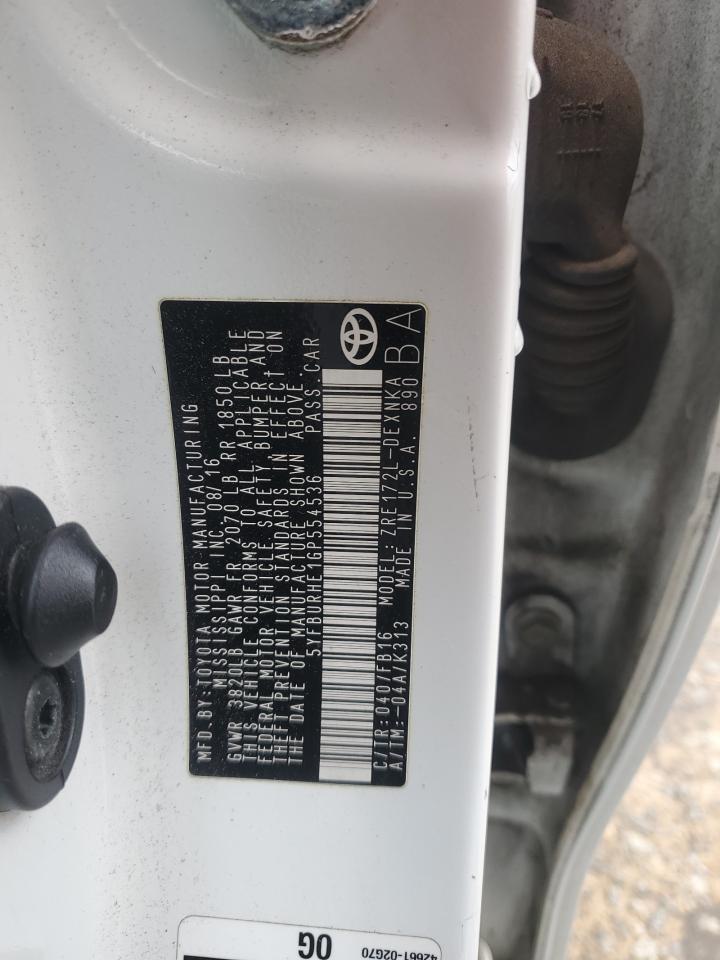 MFD. BY: TOYOTA MOTOR MANUFACTURING
MISSISSIPPI INC. 08/16
GVWR 3820LB GAWR FR 2070 LB RR 1850 LB
THIS VEHICLE CONFORMS TO ALL APPLICABLE
FEDERAL MOTOR VEHICLE SAFETY BUMPER AND
THEFT PREVENTION STANDARDS IN EFFECT ON
THE DATE OF MANUFACTURE SHOWN ABOVE.
5YFBURHE1GP554536 PASS. CAR
C/TR: 040/FB16 MODEL: ZRE172L-DEXNKA
A/TM: -04A/K313 MADE IN U.S.A. 890
BA
OG
42661-02G70